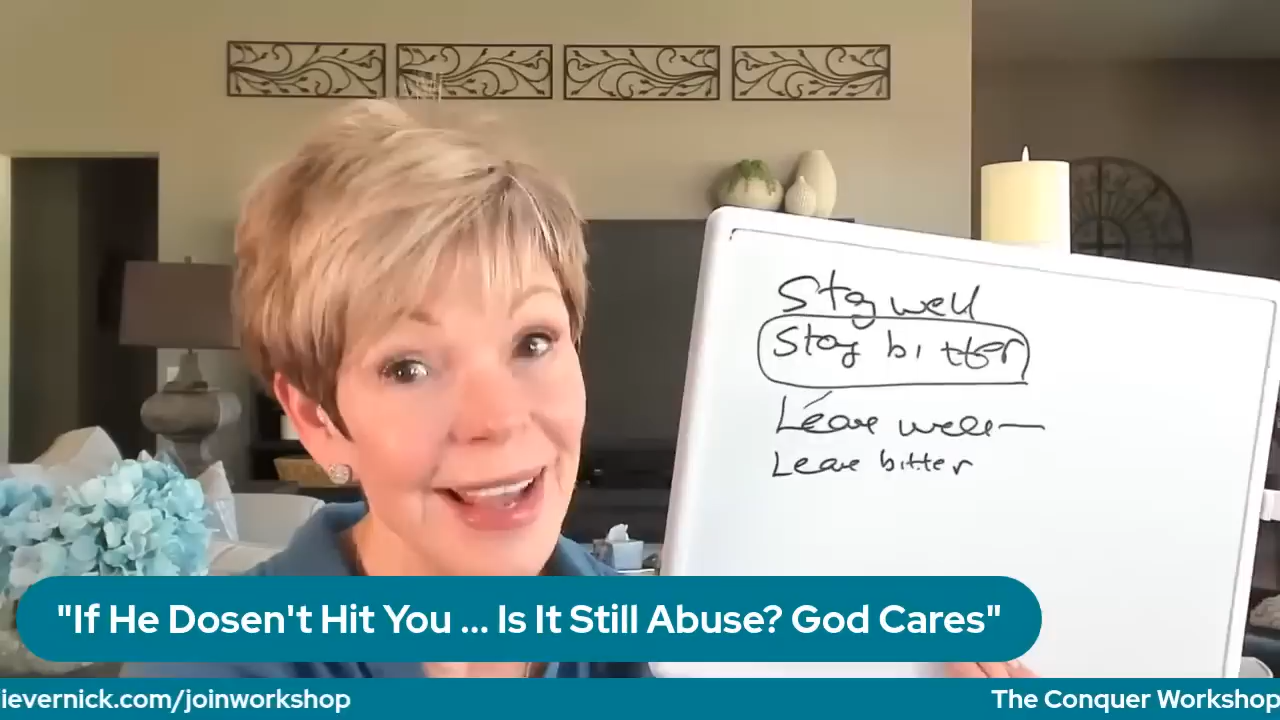 Stay well
Stay bitter
Leave well
Leave bitter
"If He Dosen't Hit You ... Is It Still Abuse? God Cares"
ievernick.com/joinworkshop
The Conquer Workshop